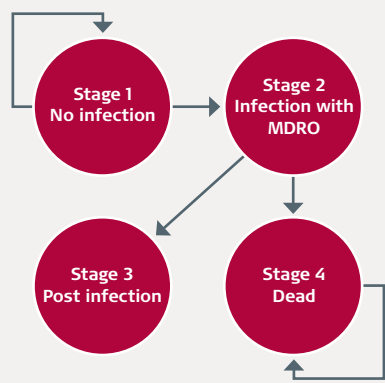 Stage 1
No infection
Stage 2
Infection with
MDRO
Stage 3
Post infection
Stage 4
Dead